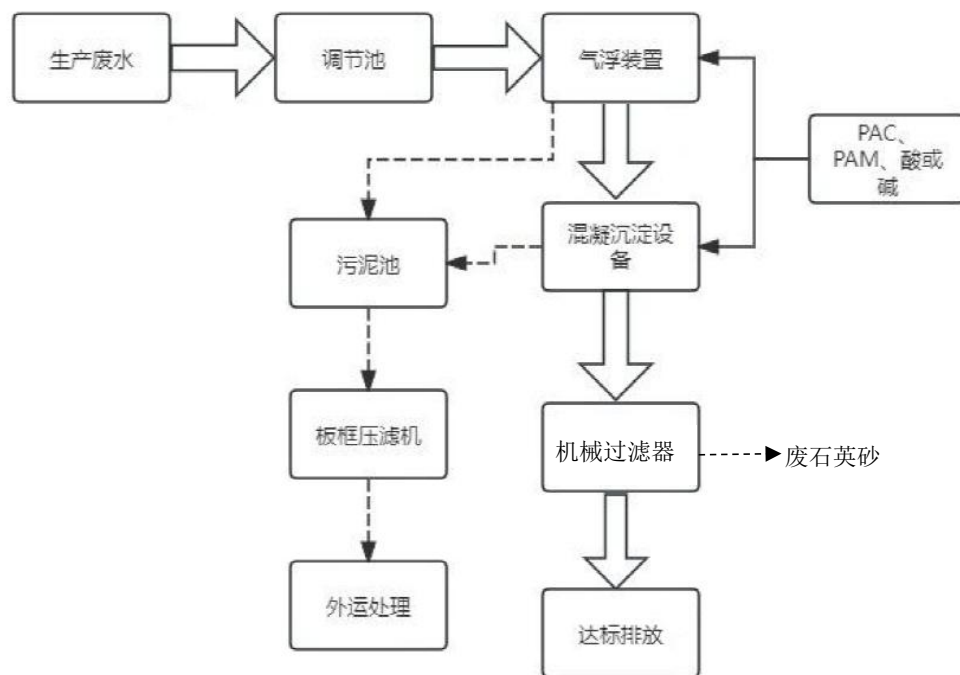 生产废水
调节池
气浮装置
PAC、
PAM、酸或
碱
混凝沉淀设
备
污泥池
板框压滤机
机械过滤器
废石英砂
外运处理
达标排放